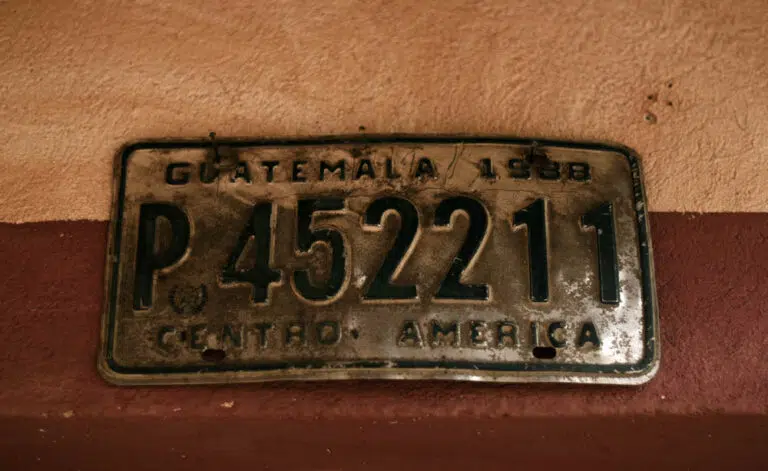 GUATEMALA 1988
P 452211
CENTRO AMERICA